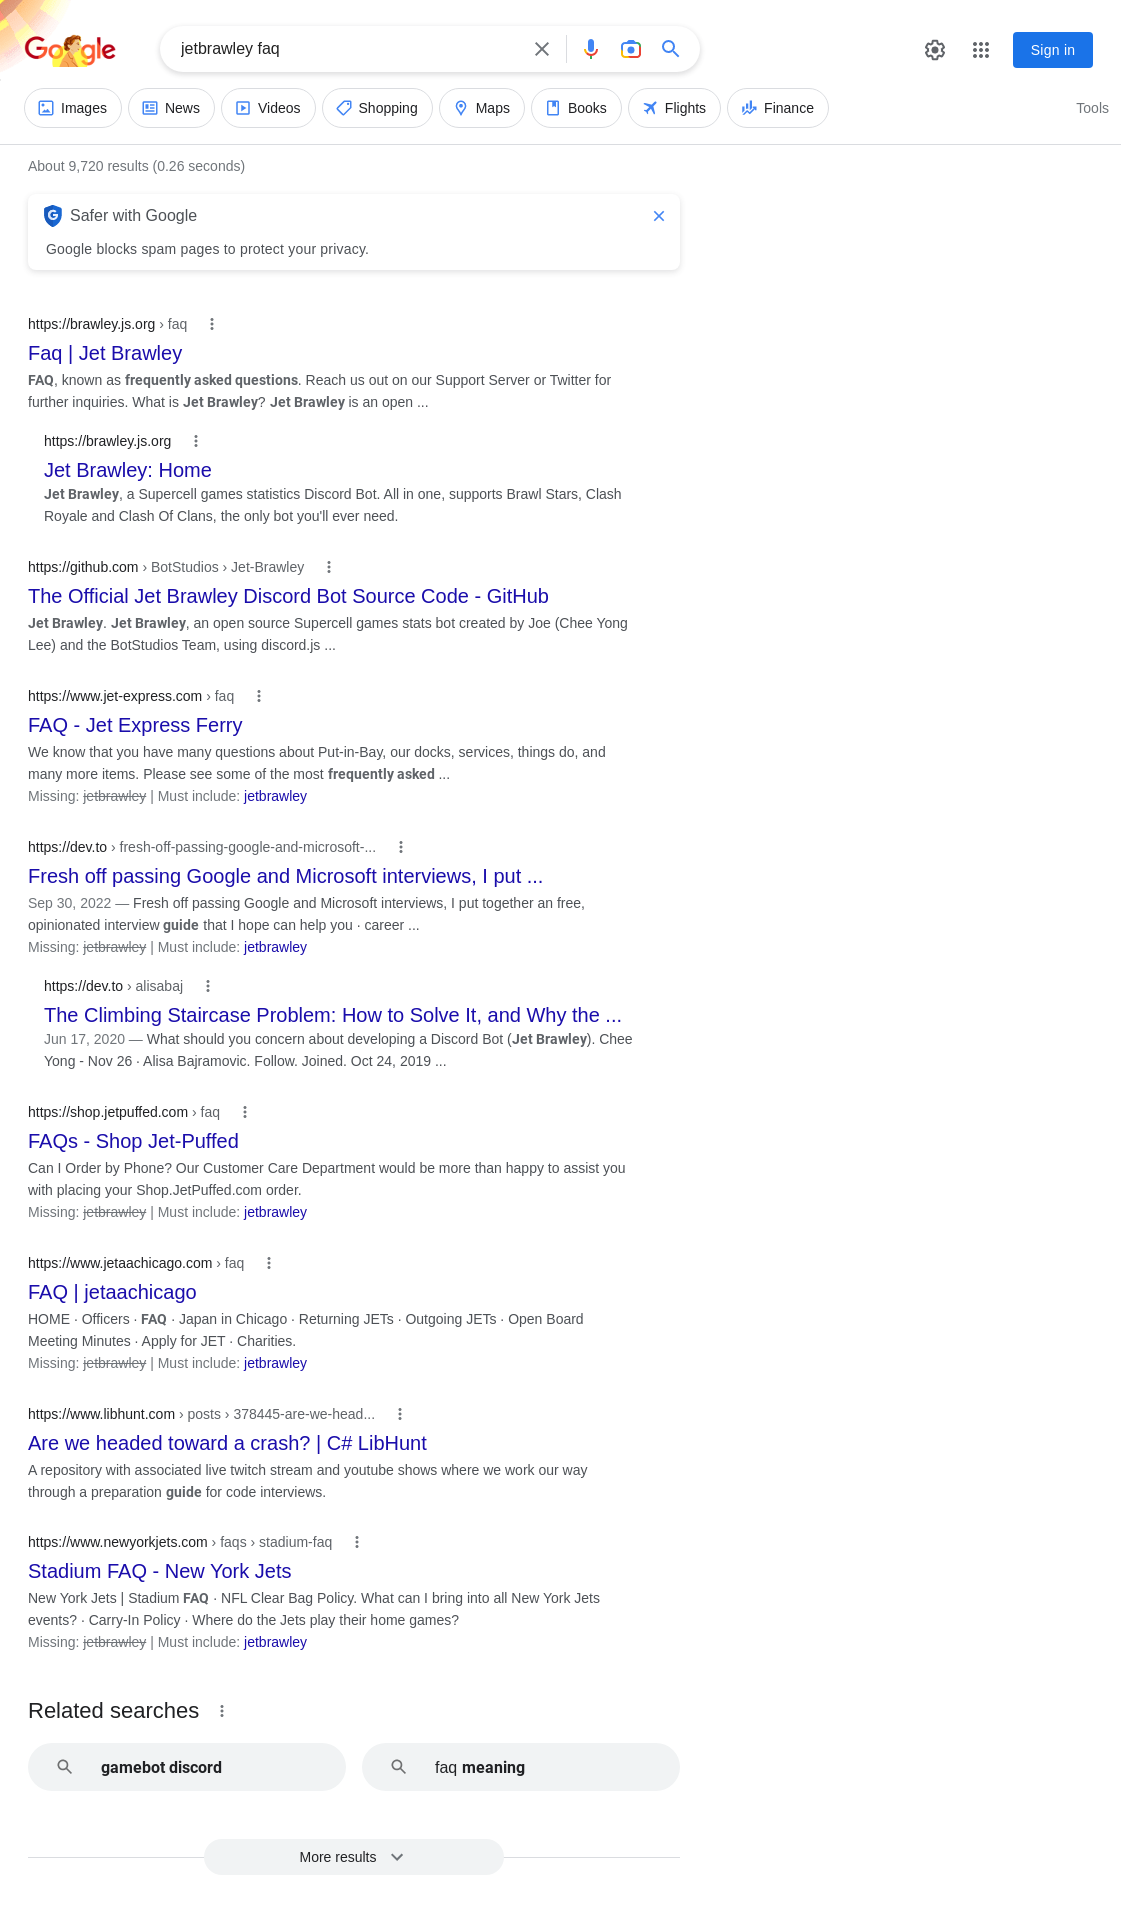 Google
jetbrawley faq
Sign in
Images News Videos Shopping Maps Books Flights Finance Tools
About 9,720 results (0.26 seconds)
G Safer with Google
Google blocks spam pages to protect your privacy.
https://brawley.js.org › faq
Faq | Jet Brawley
FAQ, known as frequently asked questions. Reach us out on our Support Server or Twitter for
further inquiries. What is Jet Brawley? Jet Brawley is an open ...
https://brawley.js.org
Jet Brawley: Home
Jet Brawley, a Supercell games statistics Discord Bot. All in one, supports Brawl Stars, Clash
Royale and Clash Of Clans, the only bot you'll ever need.
https://github.com › BotStudios › Jet-Brawley
The Official Jet Brawley Discord Bot Source Code - GitHub
Jet Brawley. Jet Brawley, an open source Supercell games stats bot created by Joe (Chee Yong
Lee) and the BotStudios Team, using discord.js ...
https://www.jet-express.com › faq
FAQ - Jet Express Ferry
We know that you have many questions about Put-in-Bay, our docks, services, things do, and
many more items. Please see some of the most frequently asked ...
Missing: jetbrawley | Must include: jetbrawley
https://dev.to › fresh-off-passing-google-and-microsoft-...
Fresh off passing Google and Microsoft interviews, I put ...
Sep 30, 2022 — Fresh off passing Google and Microsoft interviews, I put together an free,
opinionated interview guide that I hope can help you · career ...
Missing: jetbrawley | Must include: jetbrawley
https://dev.to › alisabaj
The Climbing Staircase Problem: How to Solve It, and Why the ...
Jun 17, 2020 — What should you concern about developing a Discord Bot (Jet Brawley). Chee
Yong - Nov 26 · Alisa Bajramovic. Follow. Joined. Oct 24, 2019 ...
https://shop.jetpuffed.com › faq
FAQs - Shop Jet-Puffed
Can I Order by Phone? Our Customer Care Department would be more than happy to assist you
with placing your Shop.JetPuffed.com order.
Missing: jetbrawley | Must include: jetbrawley
https://www.jetaachicago.com › faq
FAQ | jetaachicago
HOME · Officers · FAQ · Japan in Chicago · Returning JETs · Outgoing JETs · Open Board
Meeting Minutes · Apply for JET · Charities.
Missing: jetbrawley | Must include: jetbrawley
https://www.libhunt.com › posts › 378445-are-we-head...
Are we headed toward a crash? | C# LibHunt
A repository with associated live twitch stream and youtube shows where we work our way
through a preparation guide for code interviews.
https://www.newyorkjets.com › faqs › stadium-faq
Stadium FAQ - New York Jets
New York Jets | Stadium FAQ · NFL Clear Bag Policy. What can I bring into all New York Jets
events? · Carry-In Policy · Where do the Jets play their home games?
Missing: jetbrawley | Must include: jetbrawley
Related searches
gamebot discord faq meaning
More results